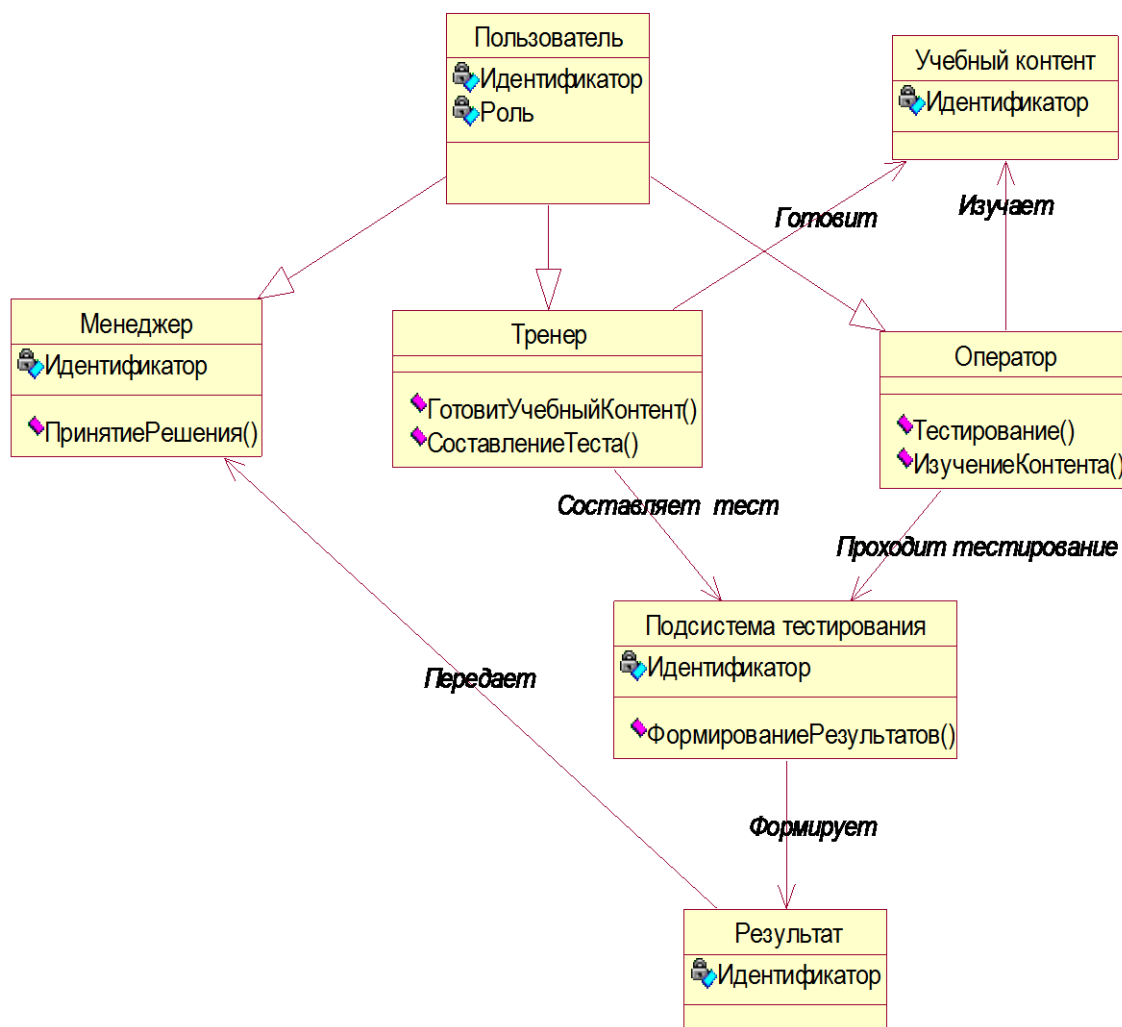 Пользователь
Идентификатор
Роль
Учебный контент
Идентификатор
Готовит
Изучает
Менеджер
Идентификатор
ПринятиеРешения()
Тренер
ГотовитУчебныйКонтент()
СоставлениеТеста()
Оператор
Тестирование()
ИзучениеКонтента()
Составляет тест
Проходит тестирование
Подсистема тестирования
Идентификатор
ФормированиеРезультатов()
Передает
Формирует
Результат
Идентификатор